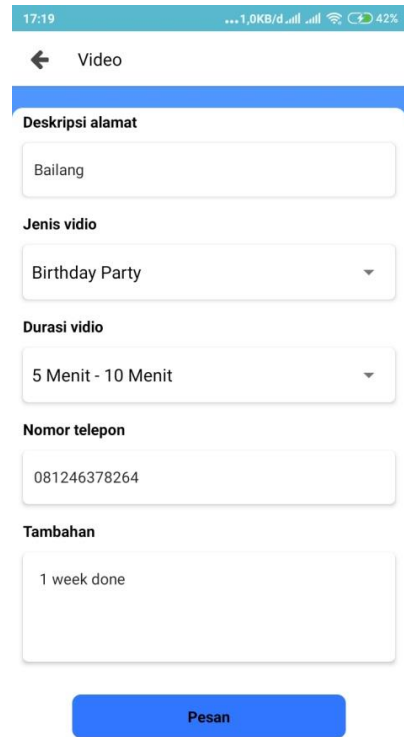 17:19 ...1,0KB/d 42%
Video
Deskripsi alamat
Bailang
Jenis vidio
Birthday Party
Durasi vidio
5 Menit - 10 Menit
Nomor telepon
081246378264
Tambahan
1 week done
Pesan